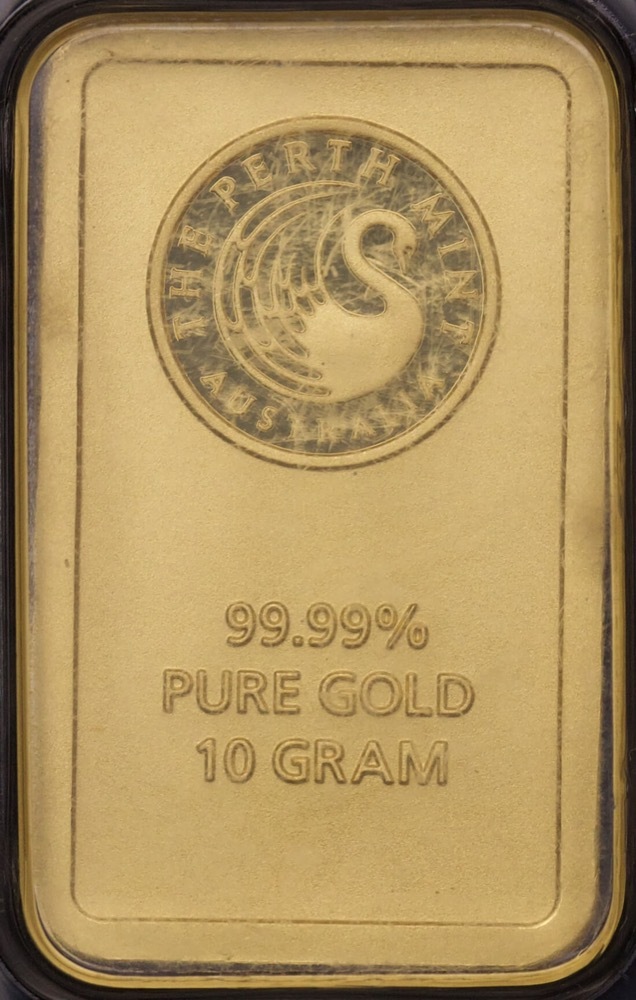 THE PERTH MINT
AUSTRALIA
99.99%
PURE GOLD
10 GRAM